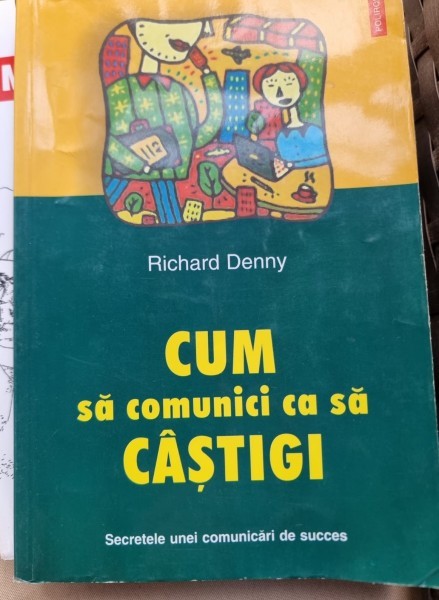 Richard Denny
CUM
să comunici ca să
CÂȘTIGI
Secretele unei comunicări de succes